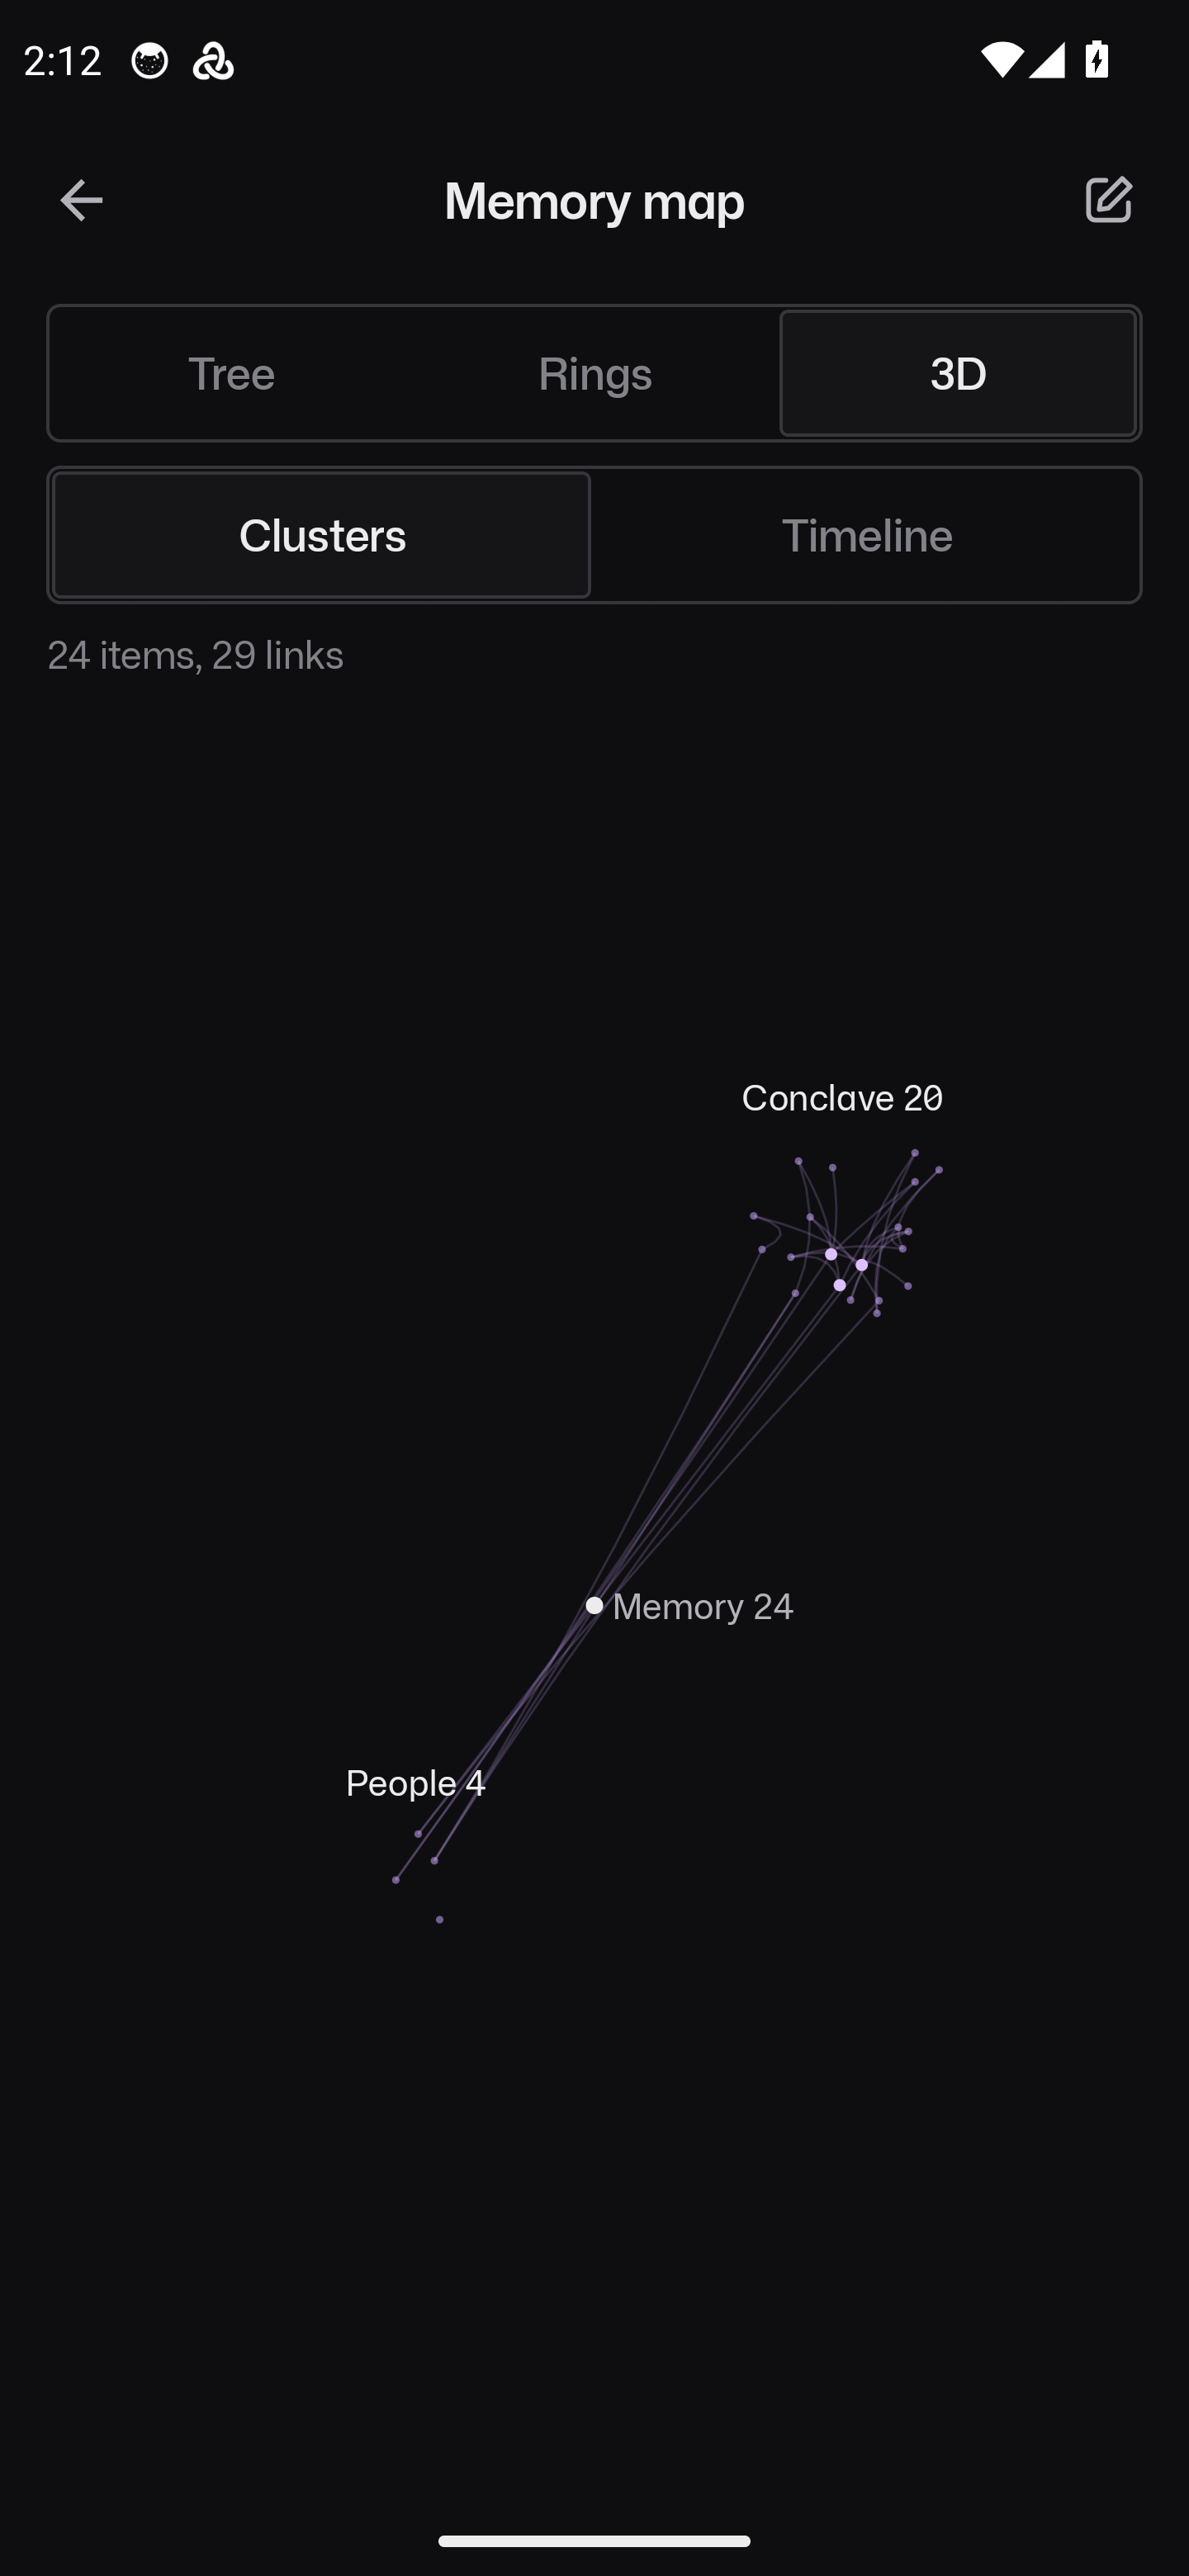 2:12
Memory map
Tree Rings 3D
Clusters Timeline
24 items, 29 links
Conclave 20
Memory 24
People 4